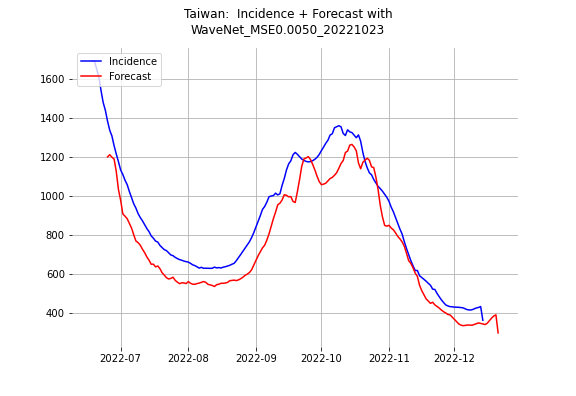 Taiwan:  Incidence + Forecast with
WaveNet_MSE0.0050_20221023
Incidence
Forecast
1600
1400
1200
1000
800
600
400
2022-07 2022-08 2022-09 2022-10 2022-11 2022-12